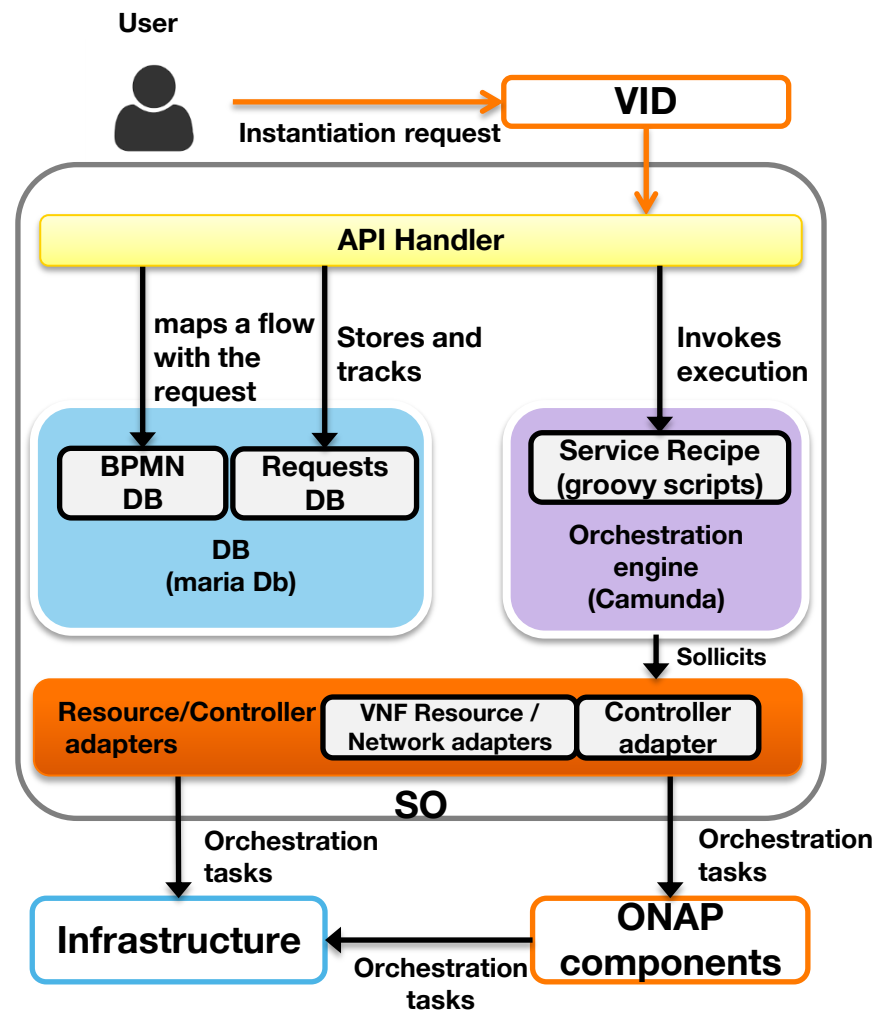 User
VID
Instantiation request
API Handler
maps a flow
with the
request
Stores and
tracks
Invokes
execution
BPMN
DB
Requests
DB
DB
(maria Db)
Service Recipe
(groovy scripts)
Orchestration
engine
(Camunda)
Sollicits
Resource/Controller
adapters
VNF Resource /
Network adapters
Controller
adapter
SO
Orchestration
tasks
Orchestration
tasks
Infrastructure
Orchestration
tasks
ONAP
components